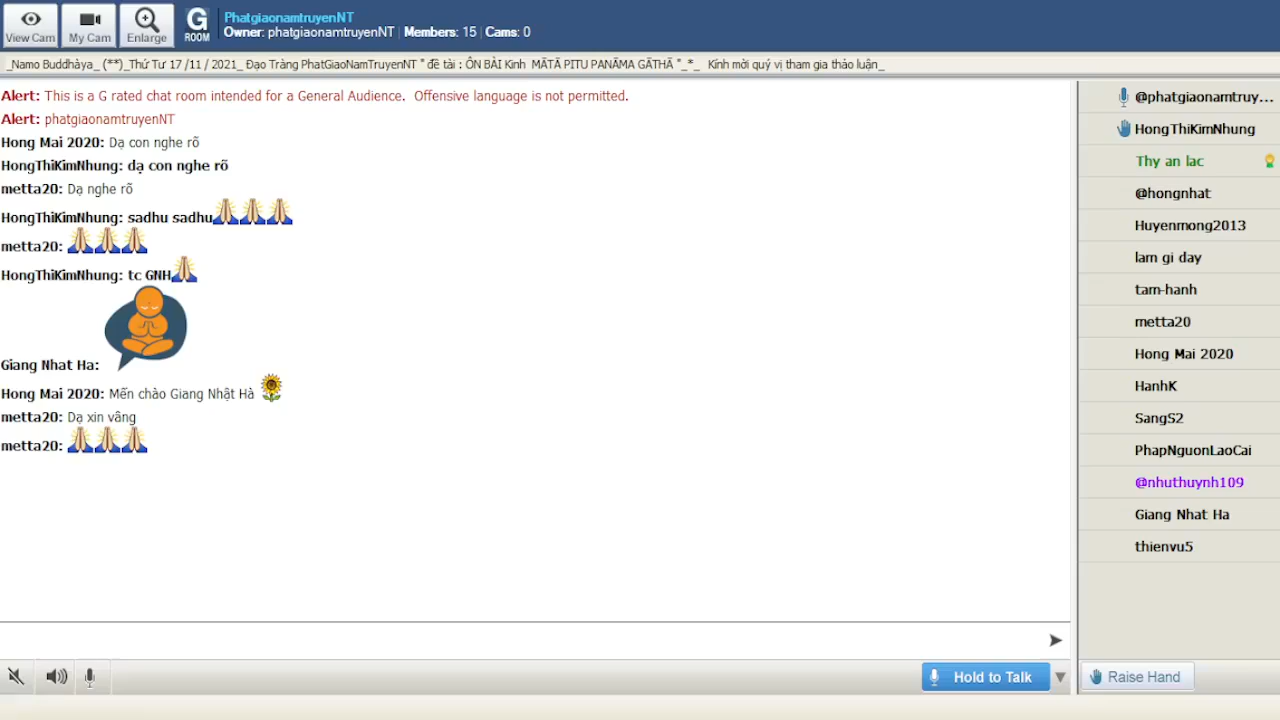 View Cam
My Cam
Enlarge
G
ROOM
PhatgiaonamtruyenNT
Owner: phatgiaonamtruyenNT | Members: 15 | Cams: 0
_Namo Buddhàya_ (**)_Thứ Tư 17 /11 / 2021_ Đạo Tràng PhatGiaoNamTruyenNT " đề tài : ÔN BÀI Kinh MĀTĀ PITU PANĀMA GĀTHĀ "_*_ Kính mời quý vị tham gia thảo luận_
Alert: This is a G rated chat room intended for a General Audience. Offensive language is not permitted.
Alert: phatgiaonamtruyenNT
Hong Mai 2020: Dạ con nghe rõ
HongThiKimNhung: dạ con nghe rõ
metta20: Dạ nghe rõ
HongThiKimNhung: sadhu sadhu
metta20:
HongThiKimNhung: tc GNH
Giang Nhat Ha:
Hong Mai 2020: Mến chào Giang Nhật Hà
metta20: Dạ xin vâng
metta20:
@phatgiaonamtruy...
HongThiKimNhung
Thy an lac
@hongnhat
Huyenmong2013
lam gi day
tam-hanh
metta20
Hong Mai 2020
HanhK
SangS2
PhapNguonLaoCai
@nhuthuynh109
Giang Nhat Ha
thienvu5
Hold to Talk
Raise Hand